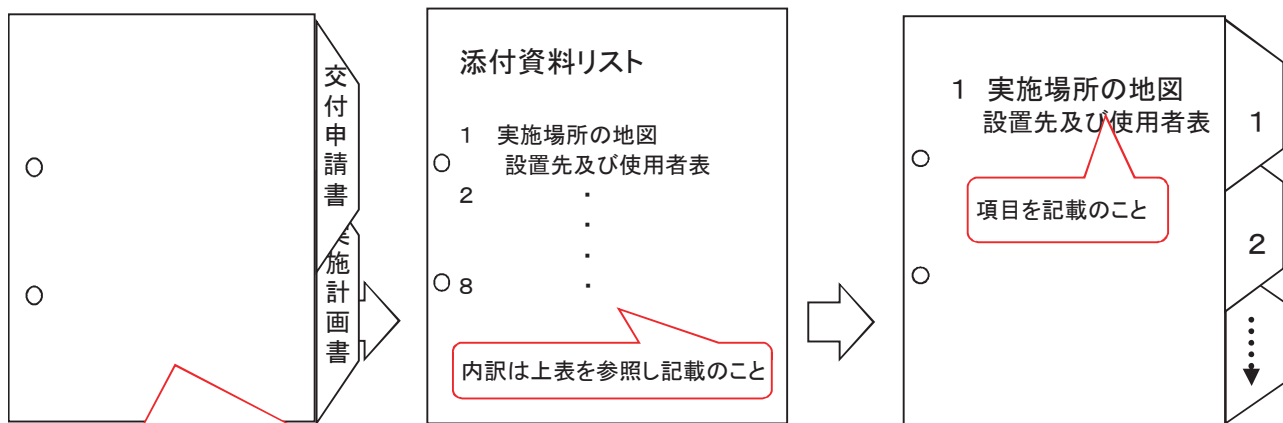 交付申請書
実施計画書
添付資料リスト
1 実施場所の地図
設置先及び使用者表
2 ・
・
・
8 ・
内訳は上表を参照し記載のこと
1 実施場所の地図
設置先及び使用者表
項目を記載のこと
1
2